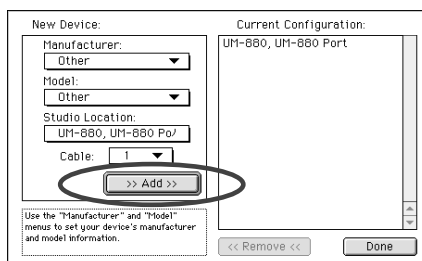 New Device:
Manufacturer:
Other
Model:
Other
Studio Location:
UM-880, UM-880 Po
Cable: 1
>> Add >>
Use the "Manufacturer" and "Model"
menus to set your device's manufacturer
and model information.
Current Configuration:
UM-880, UM-880 Port
<< Remove <<
Done